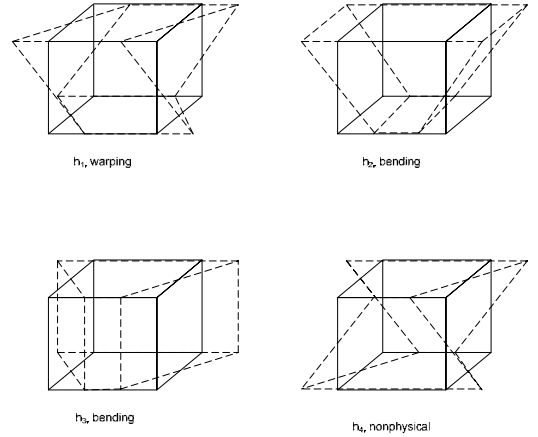 h₁, warping
h₂, bending
h₃, bending
h₄, nonphysical